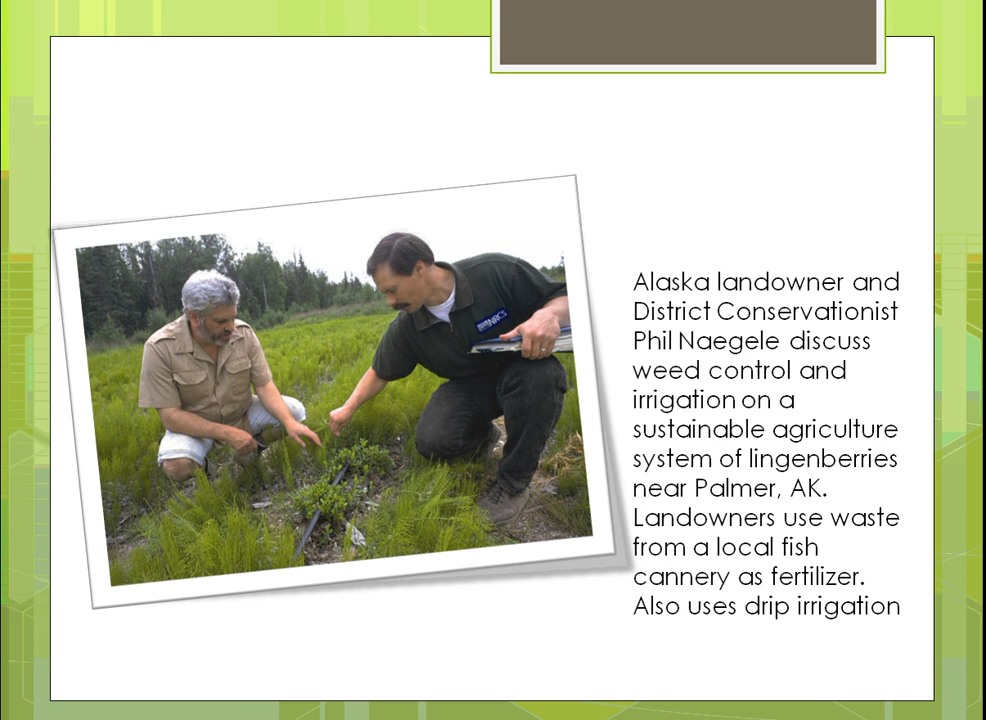 Alaska landowner and
District Conservationist
Phil Naegele discuss
weed control and
irrigation on a
sustainable agriculture
system of lingenberries
near Palmer, AK.
Landowners use waste
from a local fish
cannery as fertilizer.
Also uses drip irrigation
NRCS